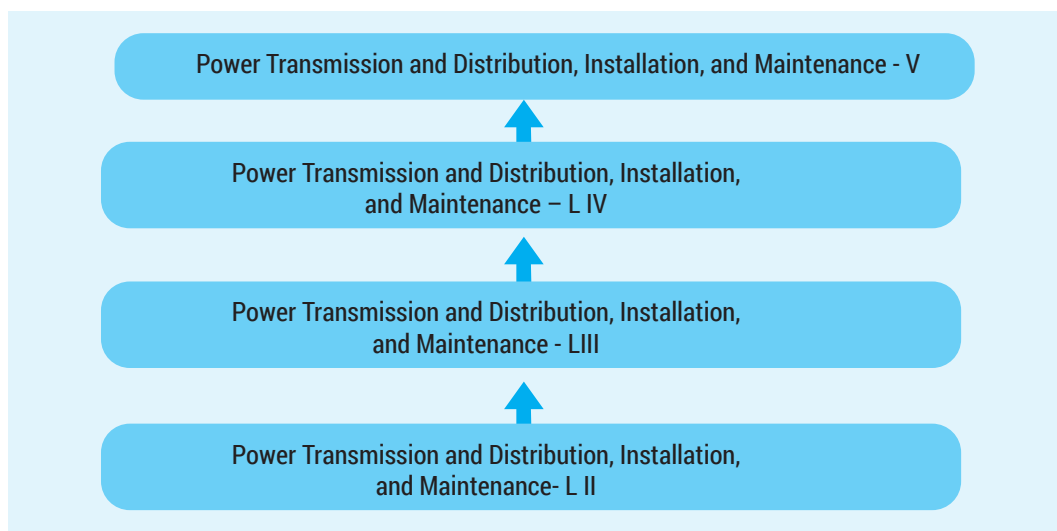 Power Transmission and Distribution, Installation, and Maintenance - V
Power Transmission and Distribution, Installation,
and Maintenance – L IV
Power Transmission and Distribution, Installation,
and Maintenance - LIII
Power Transmission and Distribution, Installation,
and Maintenance- L II